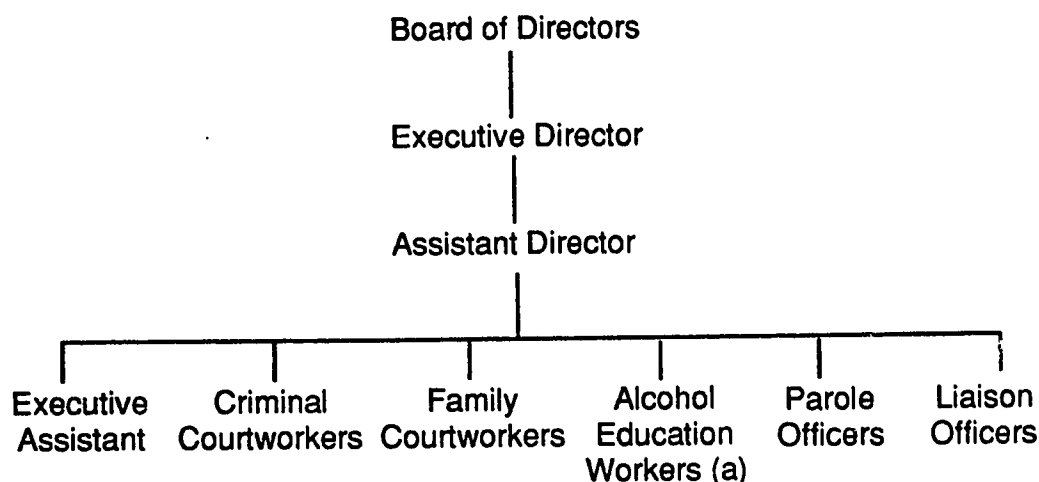 Board of Directors
Executive Director
Assistant Director
Executive
Assistant
Criminal
Courtworkers
Family
Courtworkers
Alcohol
Education
Workers (a)
Parole
Officers
Liaison
Officers